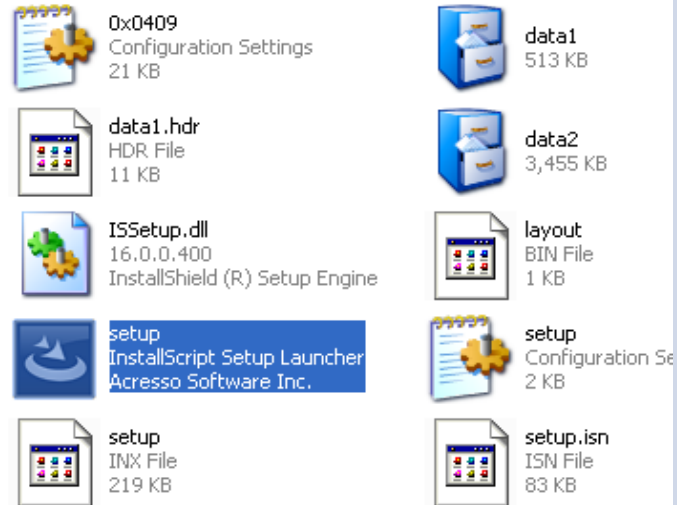 0x0409
Configuration Settings
21 KB
data1
513 KB
data1.hdr
HDR File
11 KB
data2
3,455 KB
ISSetup.dll
16.0.0.400
InstallShield (R) Setup Engine
layout
BIN File
1 KB
setup
InstallScript Setup Launcher
Acresso Software Inc.
setup
Configuration Se
2 KB
setup
INX File
219 KB
setup.isn
ISN File
83 KB